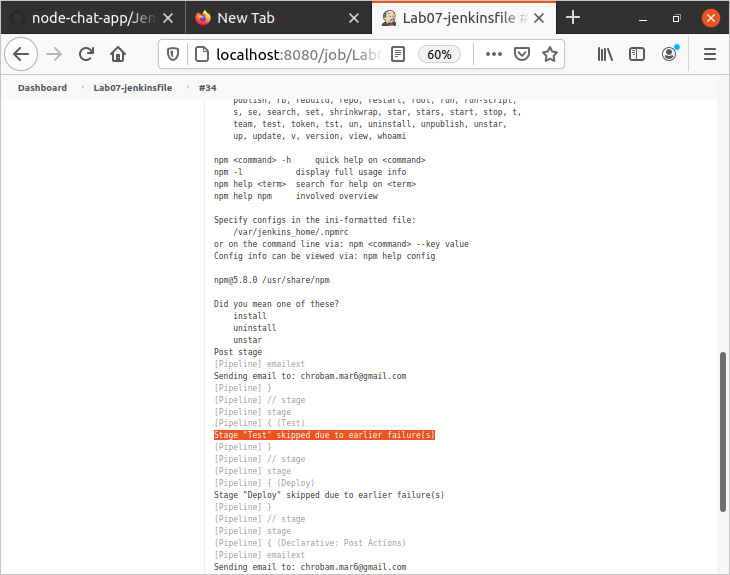 node-chat-app/Jen
New Tab
Lab07-jenkinsfile #
localhost:8080/job/Lab
60%
Dashboard
Lab07-jenkinsfile
#34
publish, rb, rebuild, repo, restart, root, run, run-script,
s, se, search, set, shrinkwrap, star, stars, start, stop, t,
team, test, token, tst, un, uninstall, unpublish, unstar,
up, update, v, version, view, whoami
npm <command> -h     quick help on <command>
npm -l           display full usage info
npm help <term>  search for help on <term>
npm help npm     involved overview
Specify configs in the ini-formatted file:
/var/jenkins_home/.npmrc
or on the command line via: npm <command> --key value
Config info can be viewed via: npm help config
npm@5.8.0 /usr/share/npm
Did you mean one of these?
install
uninstall
unstar
Post stage
[Pipeline] emailext
Sending email to: chrobam.mar6@gmail.com
[Pipeline] }
[Pipeline] // stage
[Pipeline] stage
[Pipeline] { (Test)
Stage "Test" skipped due to earlier failure(s)
[Pipeline] }
[Pipeline] // stage
[Pipeline] stage
[Pipeline] { (Deploy)
Stage "Deploy" skipped due to earlier failure(s)
[Pipeline] }
[Pipeline] // stage
[Pipeline] stage
[Pipeline] { (Declarative: Post Actions)
[Pipeline] emailext
Sending email to: chrobam.mar6@gmail.com